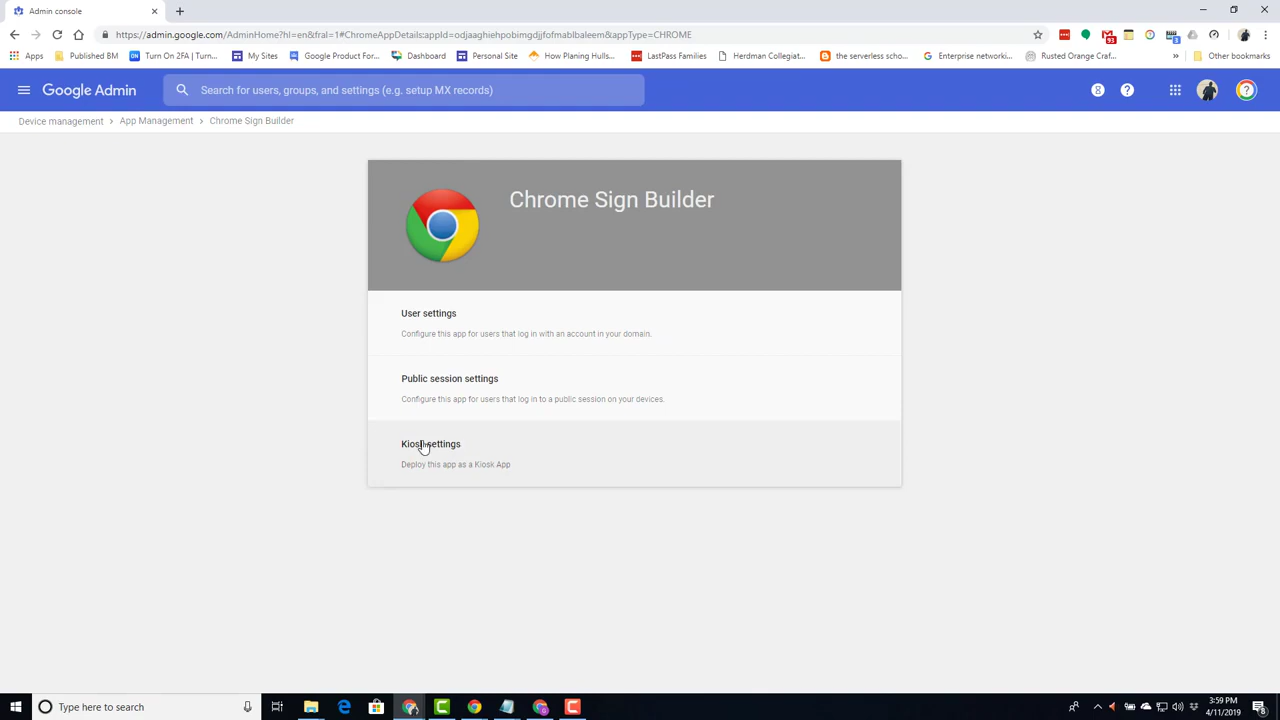 Admin console
https://admin.google.com/AdminHome?hl=en&fral=1#ChromeAppDetails:appId=odjaaghiehpobimgdjjfofmablbaleem&appType=CHROME
Apps Published BM Turn On 2FA | Turn... My Sites Google Product For... Dashboard Personal Site How Planing Hulls... LastPass Families Herdman Collegiat... the serverless scho... Enterprise networki... Rusted Orange Craf... » Other bookmarks
Google Admin Search for users, groups, and settings (e.g. setup MX records)
Device management > App Management > Chrome Sign Builder
Chrome Sign Builder
User settings
Configure this app for users that log in with an account in your domain.
Public session settings
Configure this app for users that log in to a public session on your devices.
Kiosk settings
Deploy this app as a Kiosk App
Type here to search
3:59 PM
4/11/2019